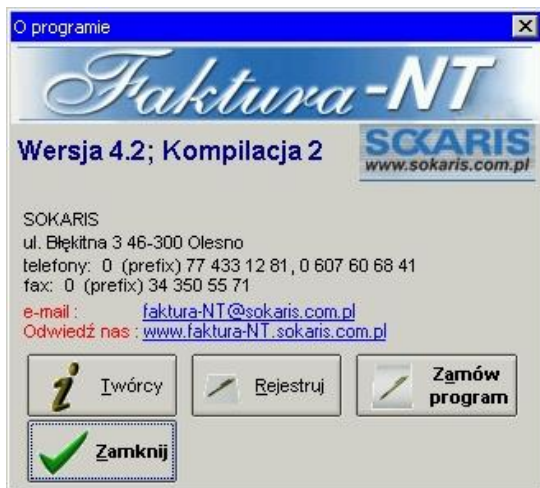 O programie
Faktura-NT
Wersja 4.2; Kompilacja 2
SOKARIS
www.sokaris.com.pl
SOKARIS
ul. Błękitna 3 46-300 Olesno
telefony: 0 (prefix) 77 433 12 81, 0 607 60 68 41
fax: 0 (prefix) 34 350 55 71
e-mail : faktura-NT@sokaris.com.pl
Odwiedź nas : www.faktura-NT.sokaris.com.pl
Twórcy
Rejestruj
Zamów
program
Zamknij